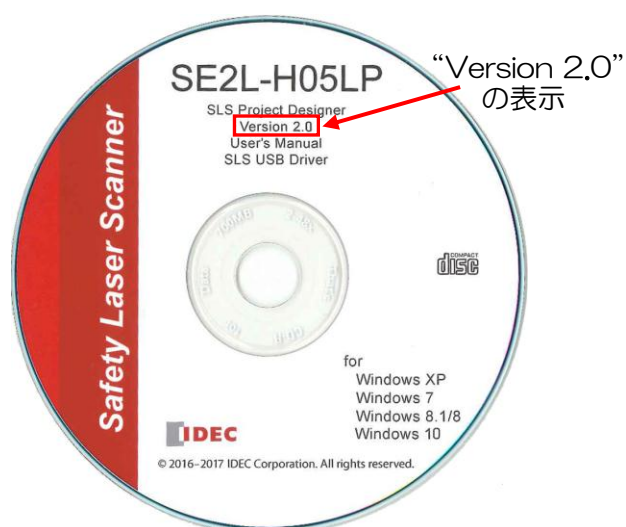 SE2L-H05LP
SLS Project Designer
Version 2.0
User's Manual
SLS USB Driver
“Version 2.0”
の表示
Safety Laser Scanner
COMPACT
disc
for
Windows XP
Windows 7
Windows 8.1/8
Windows 10
IDEC
© 2016–2017 IDEC Corporation. All rights reserved.
700MB